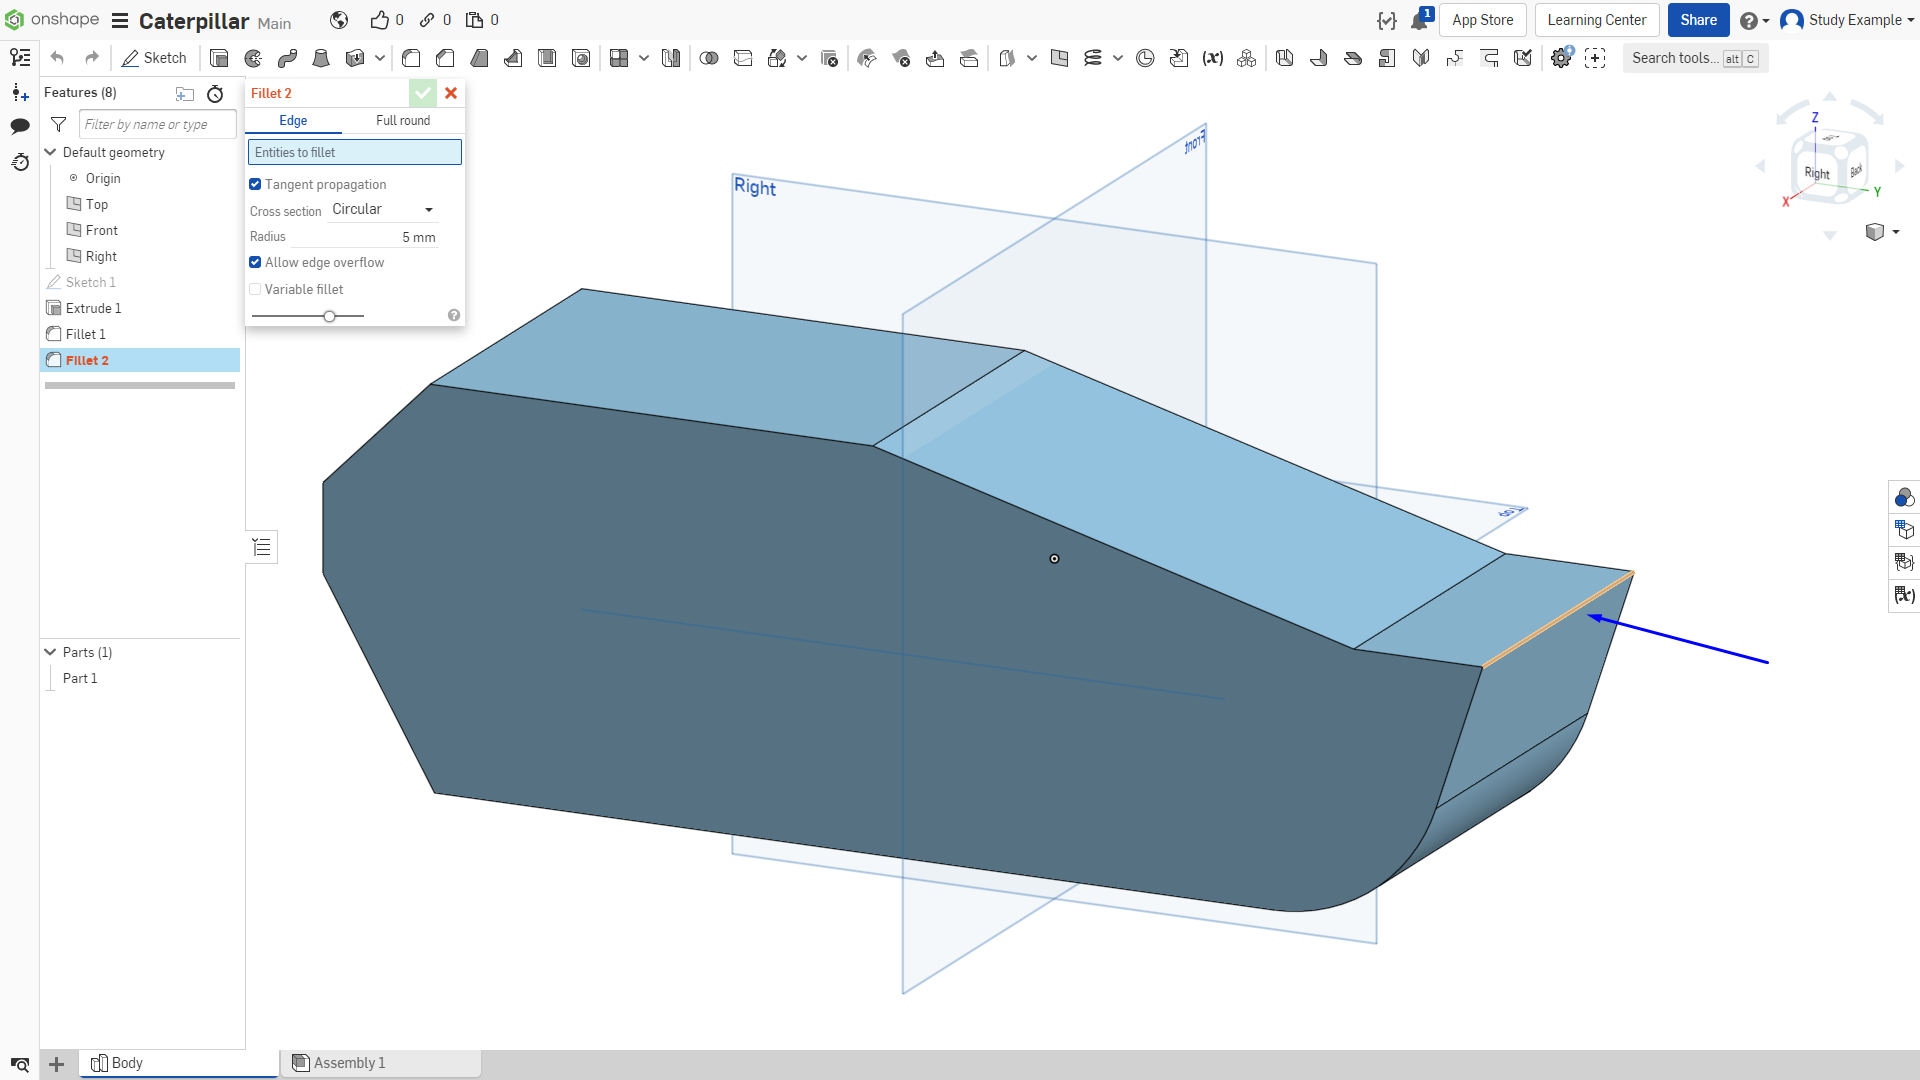 onshape
Caterpillar Main
0
0
0
1
App Store
Learning Center
Share
Study Example
Sketch
Search tools... alt C
Features (8)
Filter by name or type
Default geometry
Origin
Top
Front
Right
Sketch 1
Extrude 1
Fillet 1
Fillet 2
Parts (1)
Part 1
Fillet 2
Edge
Full round
Entities to fillet
Tangent propagation
Cross section Circular
Radius 5 mm
Allow edge overflow
Variable fillet
Right
Front
Top
Z
Right
Back
X
Y
Body
Assembly 1